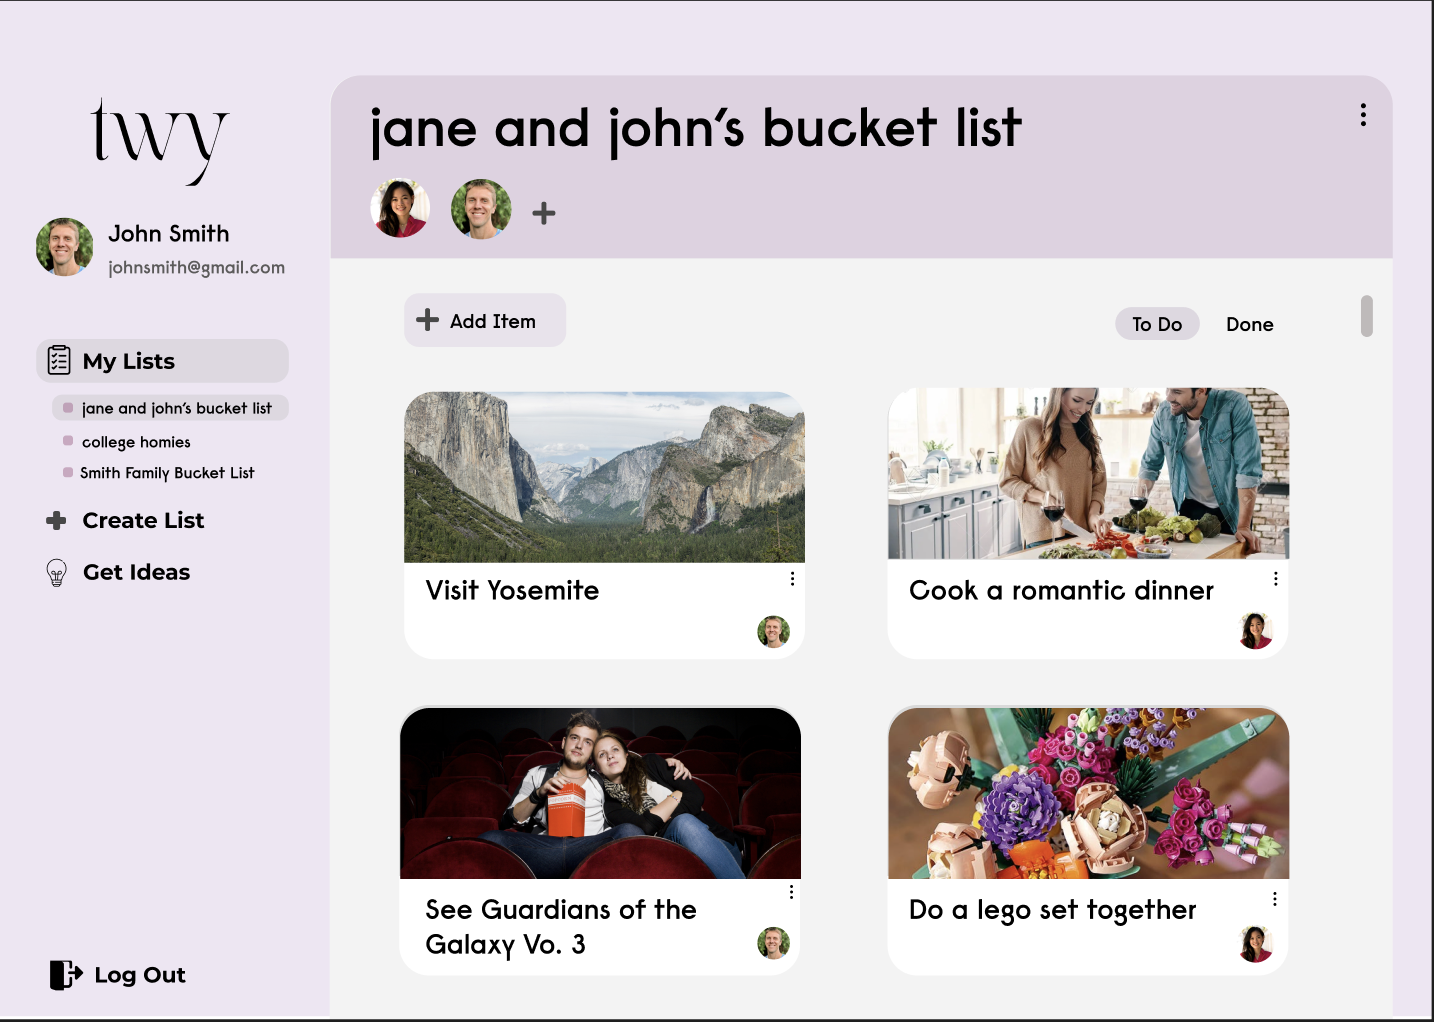 twy
John Smith
johnsmith@gmail.com
My Lists
jane and john's bucket list
college homies
Smith Family Bucket List
Create List
Get Ideas
Log Out
jane and john's bucket list
Add Item
To Do
Done
Visit Yosemite
Cook a romantic dinner
See Guardians of the
Galaxy Vo. 3
Do a lego set together